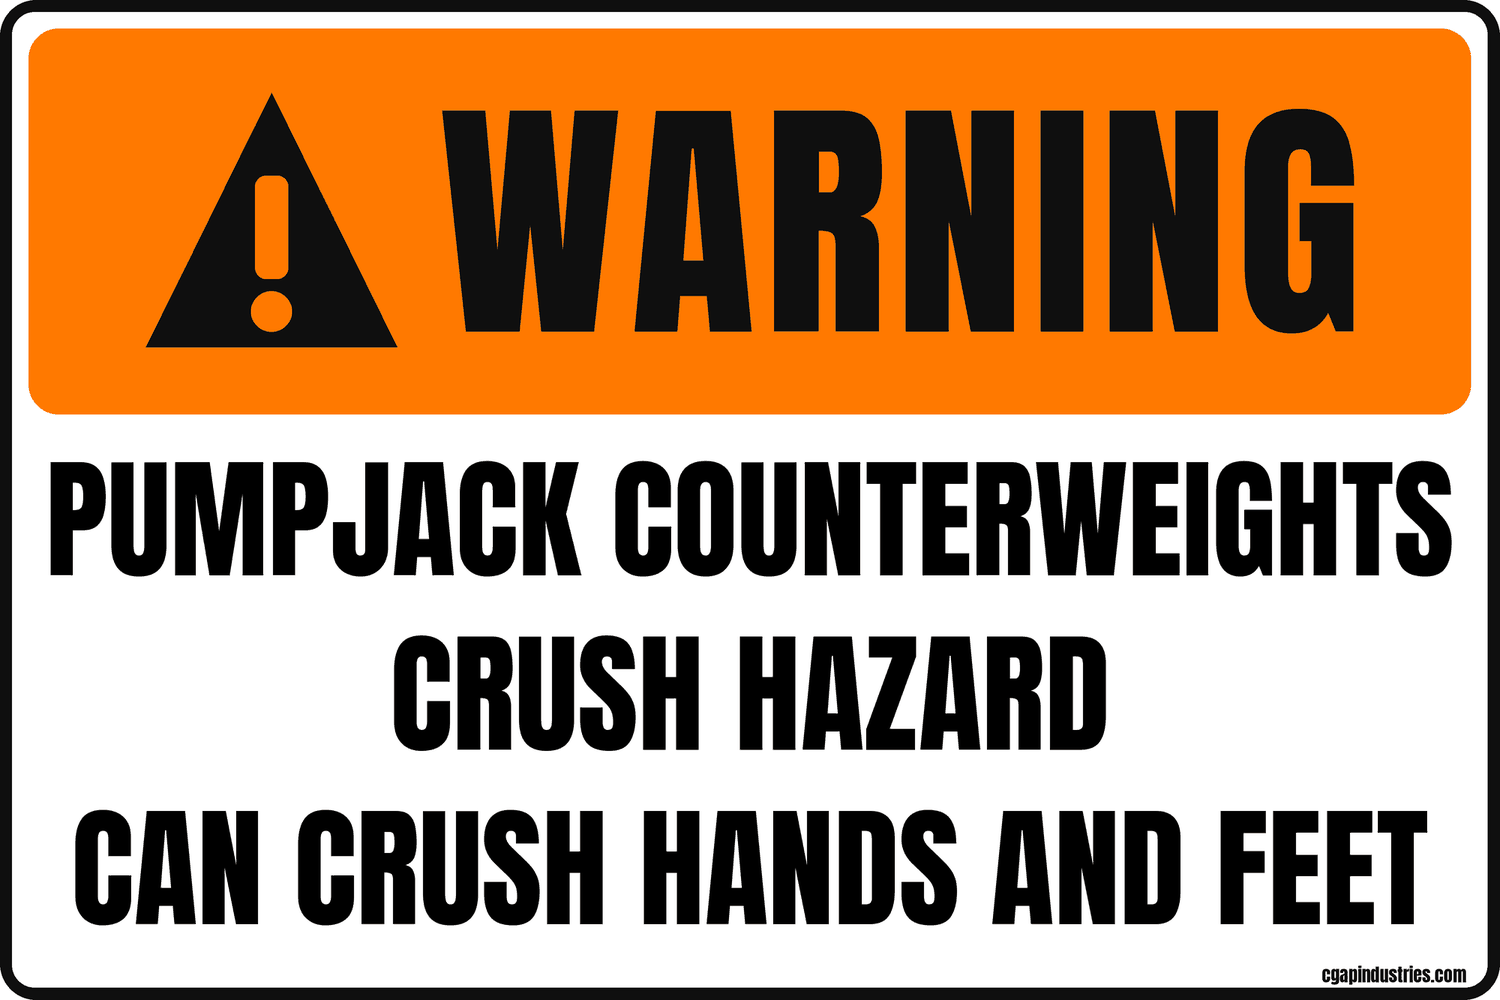 WARNING
PUMPJACK COUNTERWEIGHTS
CRUSH HAZARD
CAN CRUSH HANDS AND FEET
cgapindustries.com